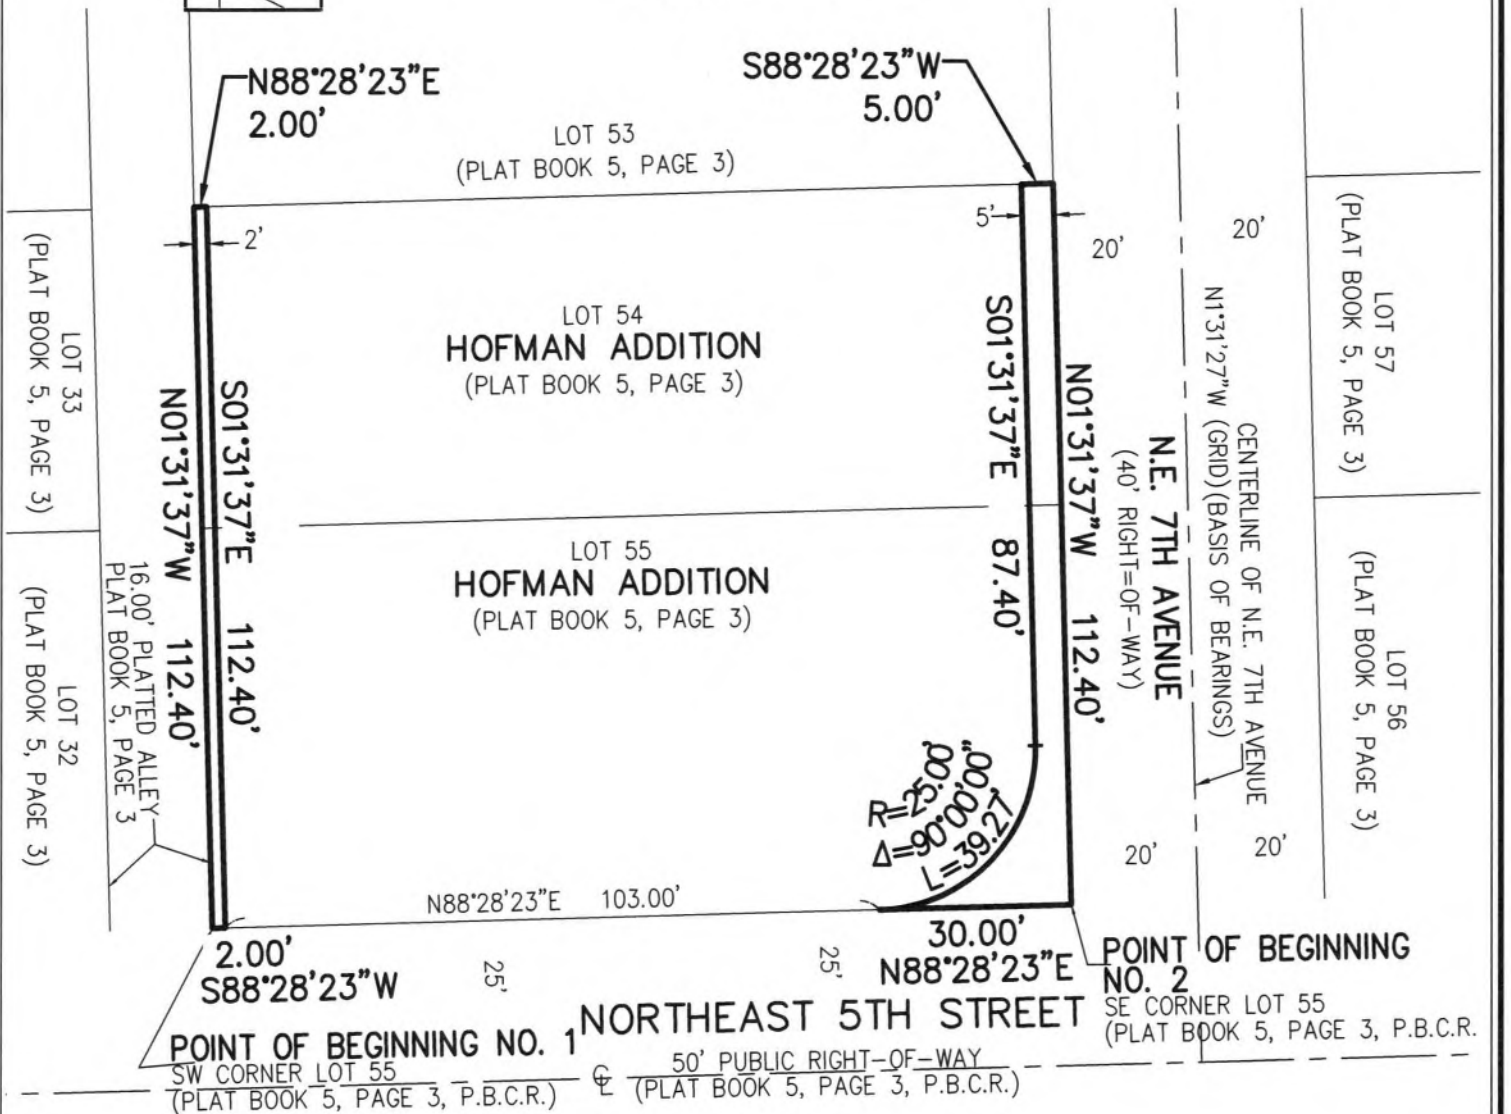 N88°28'23"E
2.00'
S88°28'23"W
5.00'
LOT 53
(PLAT BOOK 5, PAGE 3)
2'
5'
20'
20'
LOT 33
(PLAT BOOK 5, PAGE 3)
LOT 54
HOFMAN ADDITION
(PLAT BOOK 5, PAGE 3)
LOT 57
(PLAT BOOK 5, PAGE 3)
N01°31'37"W 112.40'
S01°31'37"E 112.40'
S01°31'37"E 87.40'
N01°31'37"W 112.40'
N.E. 7TH AVENUE
(40' RIGHT=OF-WAY)
CENTERLINE OF N.E. 7TH AVENUE
N1°31'27"W (GRID)(BASIS OF BEARINGS)
LOT 55
HOFMAN ADDITION
(PLAT BOOK 5, PAGE 3)
16.00' PLATTED ALLEY
PLAT BOOK 5, PAGE 3
LOT 32
(PLAT BOOK 5, PAGE 3)
LOT 56
(PLAT BOOK 5, PAGE 3)
R=25.00'
Δ=90°00'00"
L=39.27'
20'
20'
N88°28'23"E 103.00'
2.00'
S88°28'23"W
25'
25'
30.00'
N88°28'23"E
POINT OF BEGINNING
NO. 2
SE CORNER LOT 55
(PLAT BOOK 5, PAGE 3, P.B.C.R.
NORTHEAST 5TH STREET
POINT OF BEGINNING NO. 1
SW CORNER LOT 55
(PLAT BOOK 5, PAGE 3, P.B.C.R.)
℄
50' PUBLIC RIGHT-OF-WAY
(PLAT BOOK 5, PAGE 3, P.B.C.R.)